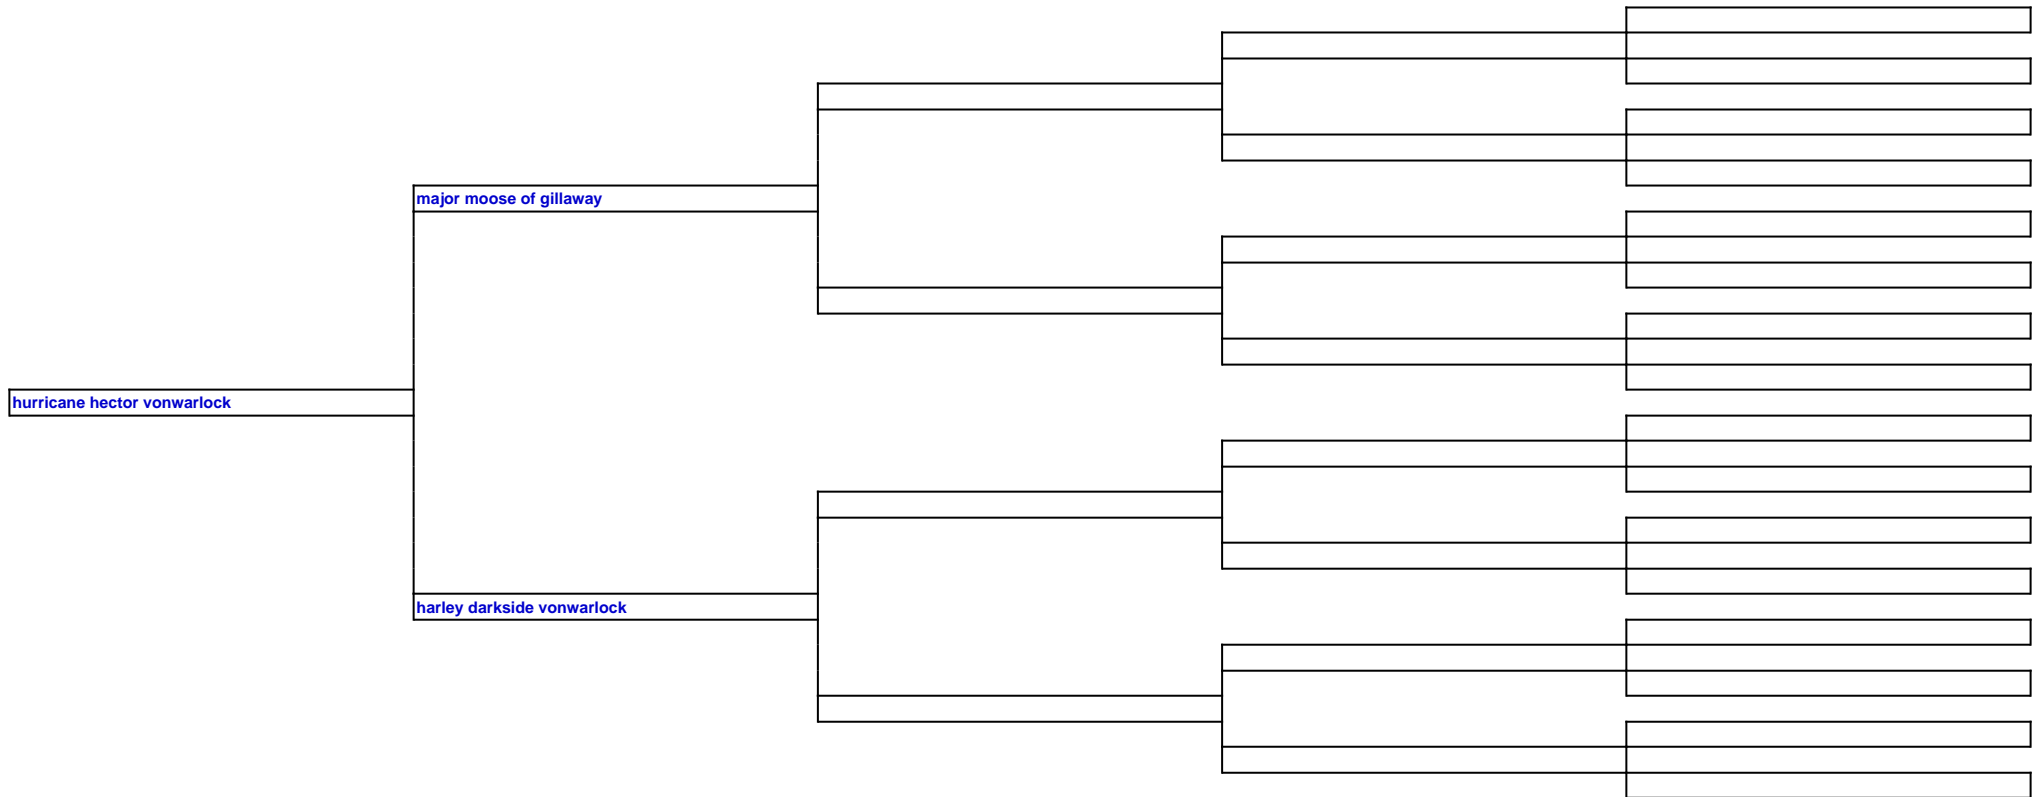 major moose of gillaway
hurricane hector vonwarlock
harley darkside vonwarlock